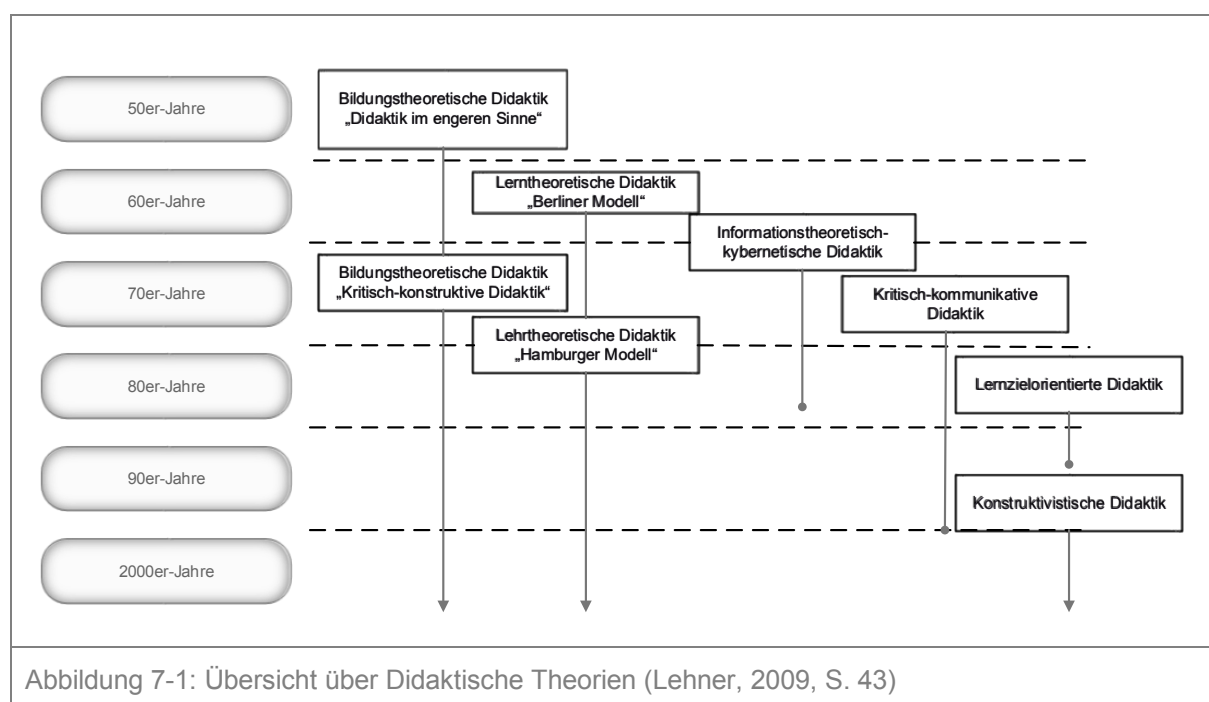 50er-Jahre
Bildungstheoretische Didaktik
„Didaktik im engeren Sinne“
60er-Jahre
Lerntheoretische Didaktik
„Berliner Modell“
Informationstheoretisch-
kybernetische Didaktik
70er-Jahre
Bildungstheoretische Didaktik
„Kritisch-konstruktive Didaktik“
Kritisch-kommunikative
Didaktik
Lehrtheoretische Didaktik
„Hamburger Modell“
80er-Jahre
Lernzielorientierte Didaktik
90er-Jahre
Konstruktivistische Didaktik
2000er-Jahre
Abbildung 7-1: Übersicht über Didaktische Theorien (Lehner, 2009, S. 43)